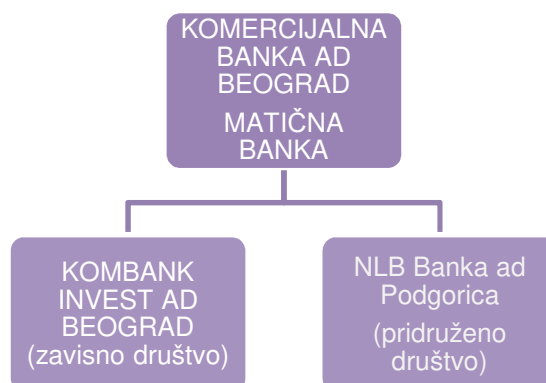 KOMERCIJALNA
BANKA AD
BEOGRAD
MATIČNA
BANKA
KOMBANK
INVEST AD
BEOGRAD
(zavisno društvo)
NLB Banka ad
Podgorica
(pridruženo
društvo)